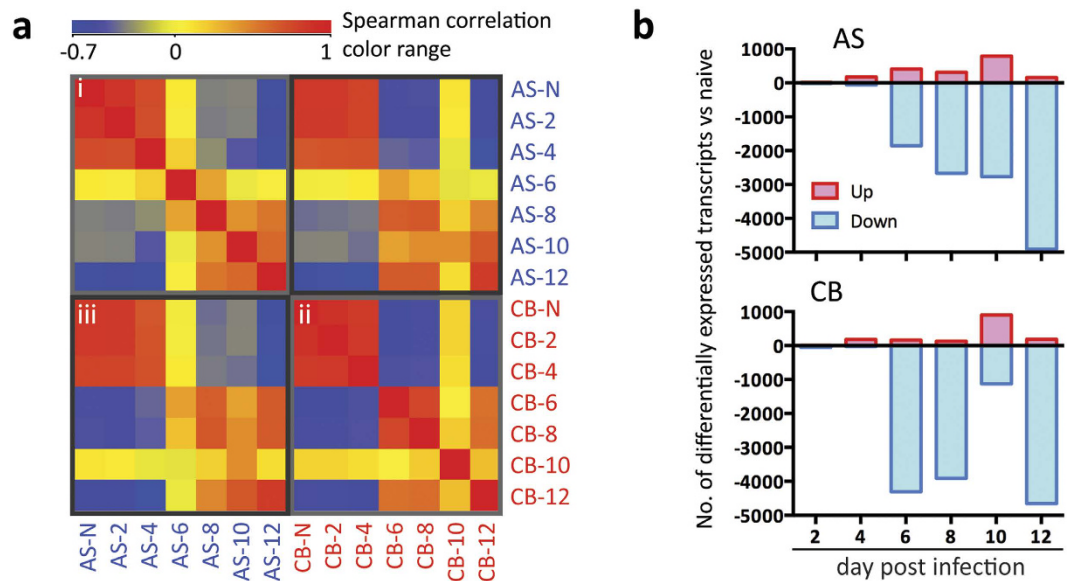 a
Spearman correlation
color range
-0.7
0
1
i
ii
iii
AS-N
AS-2
AS-4
AS-6
AS-8
AS-10
AS-12
CB-N
CB-2
CB-4
CB-6
CB-8
CB-10
CB-12
AS-N
AS-2
AS-4
AS-6
AS-8
AS-10
AS-12
CB-N
CB-2
CB-4
CB-6
CB-8
CB-10
CB-12
b
No. of differentially expressed transcripts vs naive
AS
1000
0
-1000
-2000
-3000
-4000
-5000
Up
Down
CB
1000
0
-1000
-2000
-3000
-4000
-5000
2 4 6 8 10 12
day post infection